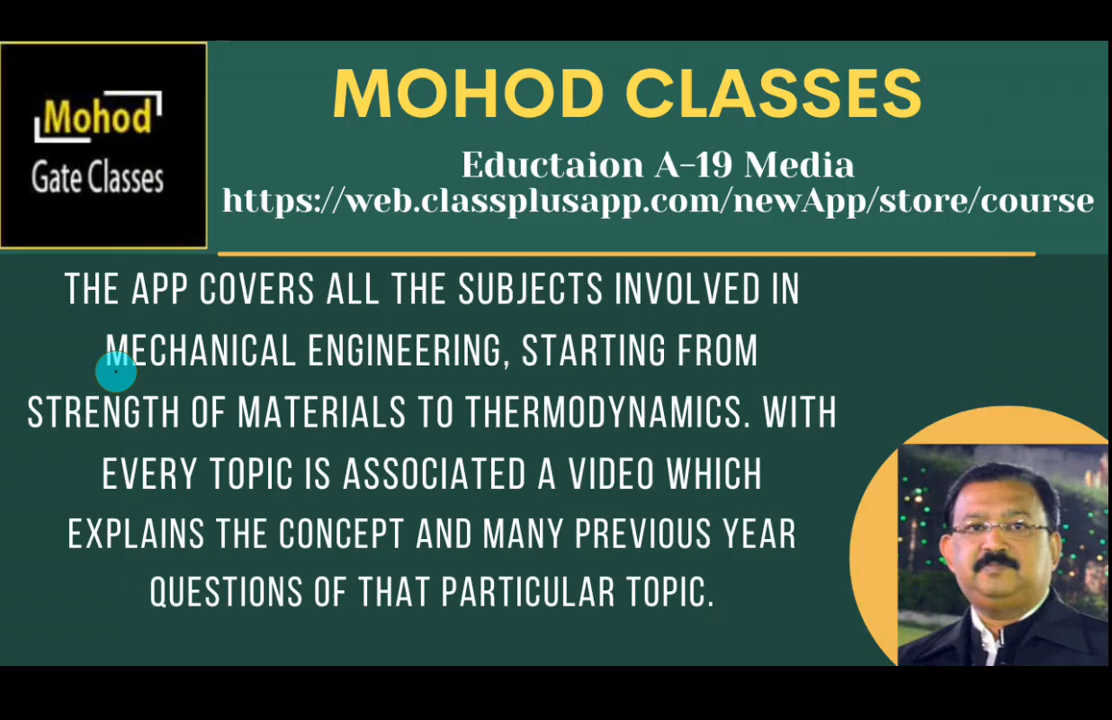 Mohod
Gate Classes
MOHOD CLASSES
Eductaion A-19 Media
https://web.classplusapp.com/newApp/store/course
THE APP COVERS ALL THE SUBJECTS INVOLVED IN
MECHANICAL ENGINEERING, STARTING FROM
STRENGTH OF MATERIALS TO THERMODYNAMICS. WITH
EVERY TOPIC IS ASSOCIATED A VIDEO WHICH
EXPLAINS THE CONCEPT AND MANY PREVIOUS YEAR
QUESTIONS OF THAT PARTICULAR TOPIC.